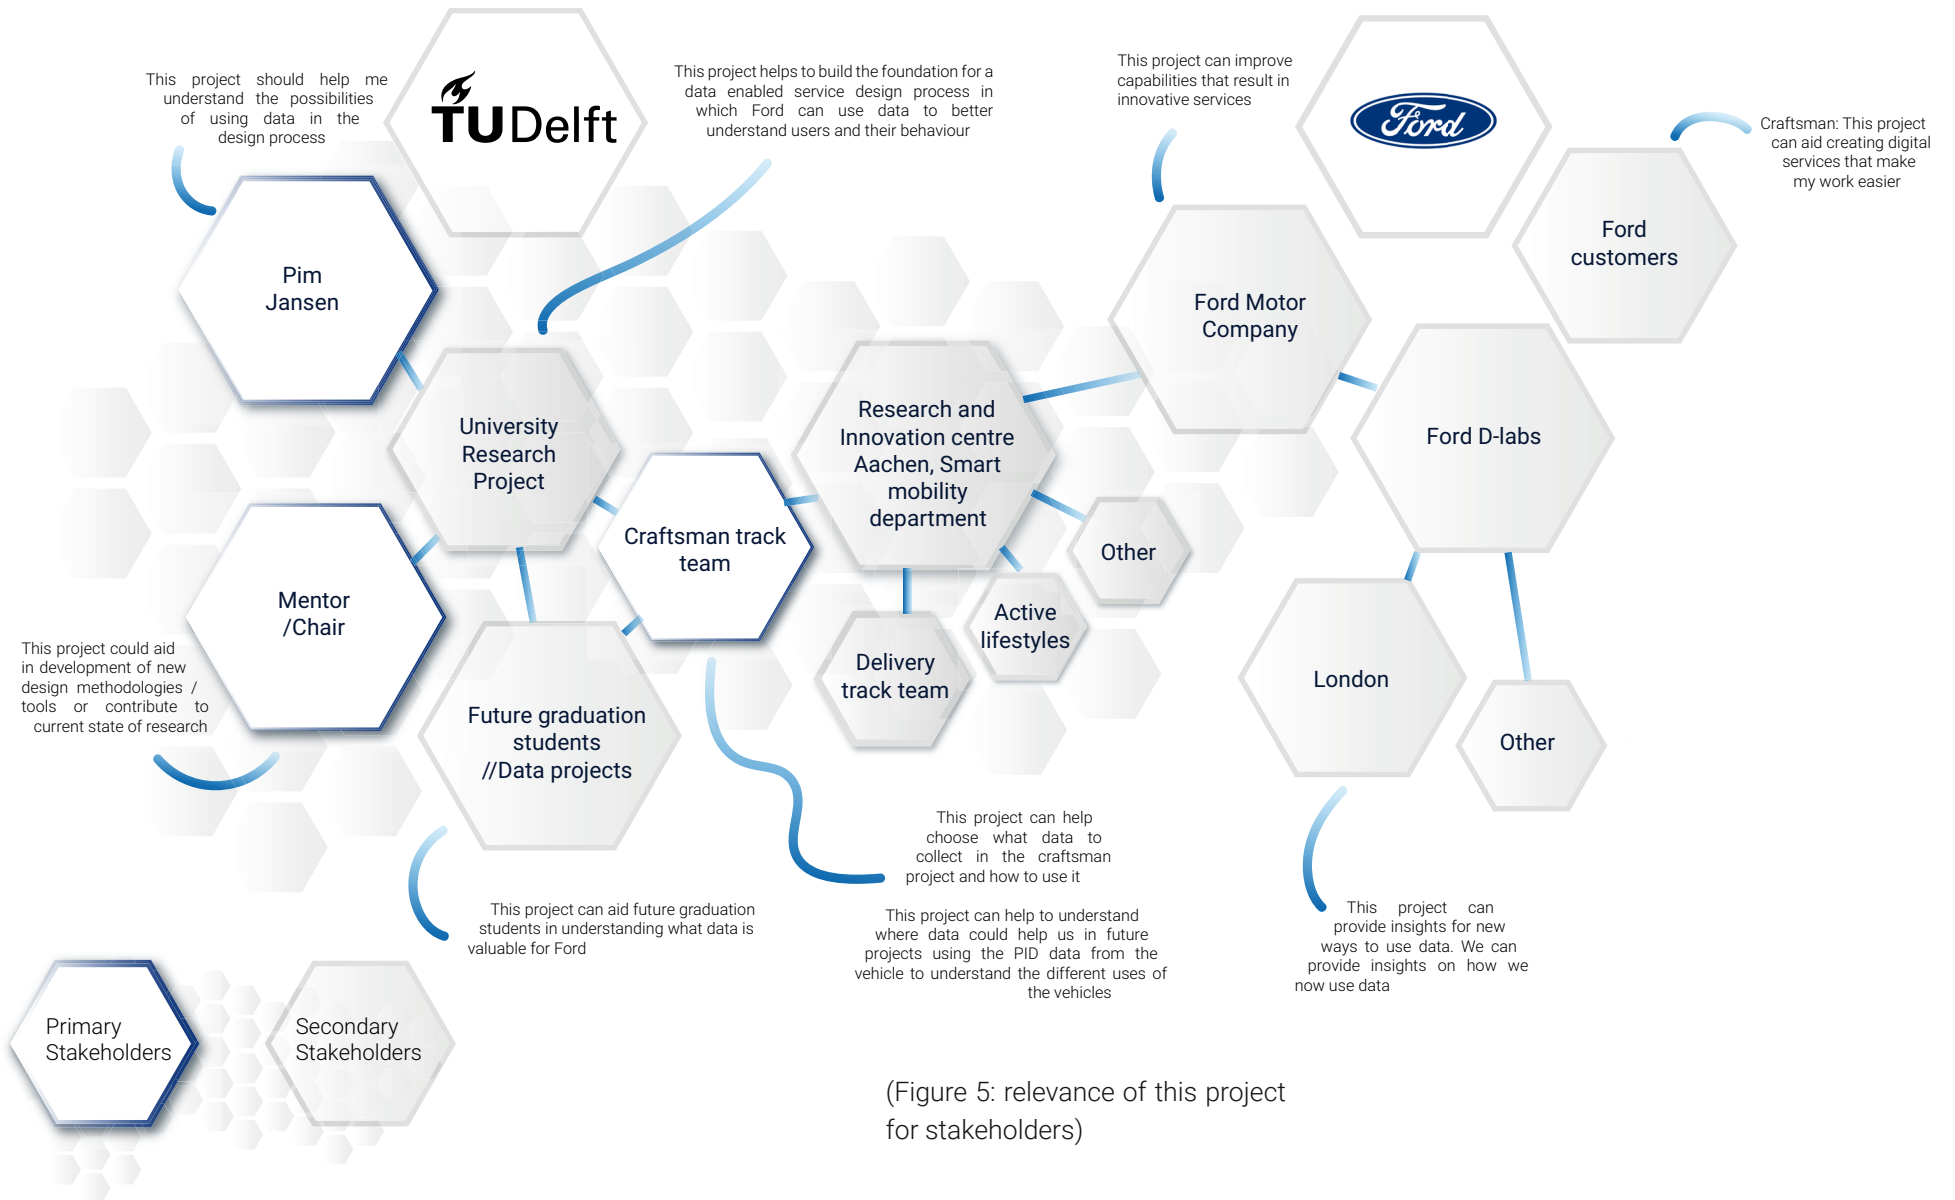 This project should help me
understand the possibilities
of using data in the
design process
TUDelft
This project helps to build the foundation for a
data enabled service design process in
which Ford can use data to better
understand users and their behaviour
This project can improve
capabilities that result in
innovative services
Ford
Craftsman: This project
can aid creating digital
services that make
my work easier
Pim
Jansen
Ford
customers
Ford Motor
Company
University
Research
Project
Research and
Innovation centre
Aachen, Smart
mobility
department
Ford D-labs
Craftsman track
team
Other
Mentor
/Chair
Active
lifestyles
This project could aid
in development of new
design methodologies /
tools or contribute to
current state of research
Delivery
track team
London
Future graduation
students
//Data projects
Other
This project can help
choose what data to
collect in the craftsman
project and how to use it
This project can aid future graduation
students in understanding what data is
valuable for Ford
This project can help to understand
where data could help us in future
projects using the PID data from the
vehicle to understand the different uses of
the vehicles
This project can
provide insights for new
ways to use data. We can
provide insights on how we
now use data
Primary
Stakeholders
Secondary
Stakeholders
(Figure 5: relevance of this project
for stakeholders)